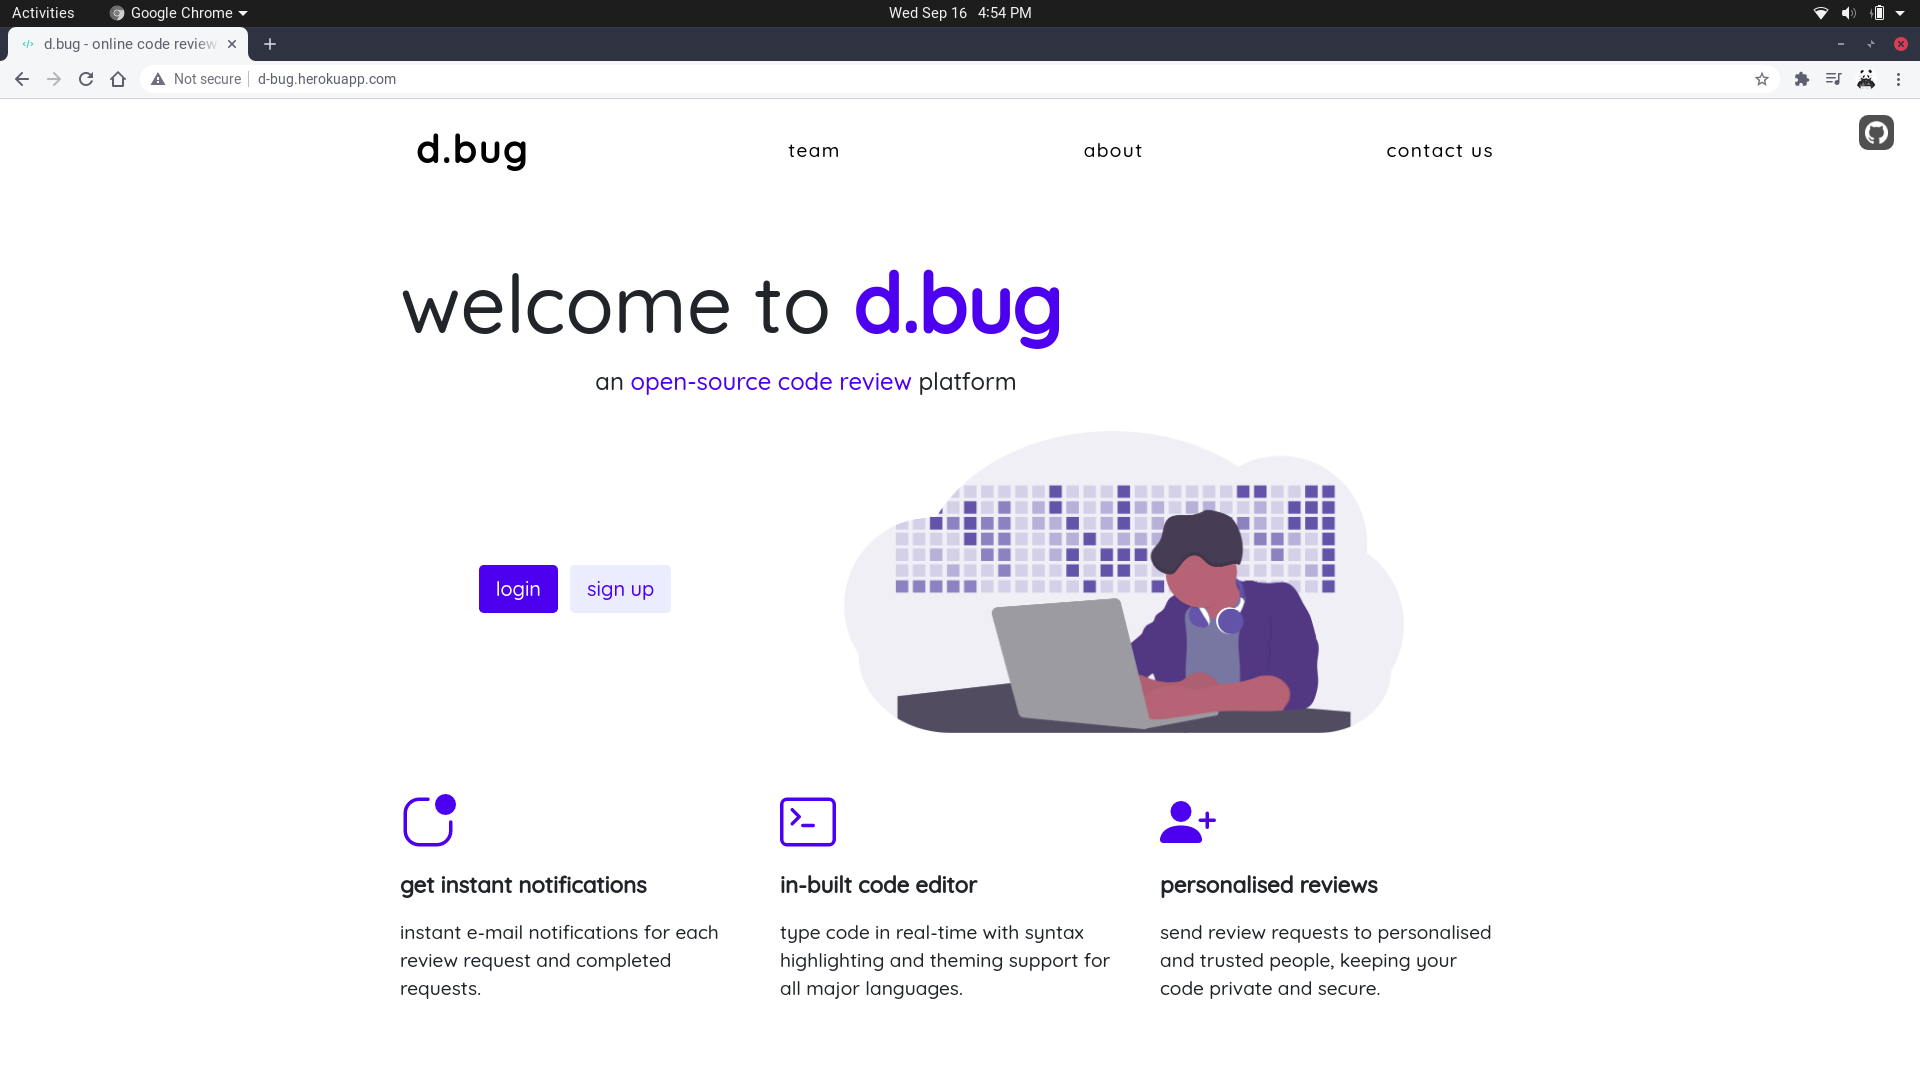 Activities
Google Chrome
Wed Sep 16 4:54 PM
d.bug - online code review
Not secure
d-bug.herokuapp.com
d.bug
team
about
contact us
welcome to d.bug
an open-source code review platform
login
sign up
get instant notifications
instant e-mail notifications for each
review request and completed
requests.
in-built code editor
type code in real-time with syntax
highlighting and theming support for
all major languages.
personalised reviews
send review requests to personalised
and trusted people, keeping your
code private and secure.